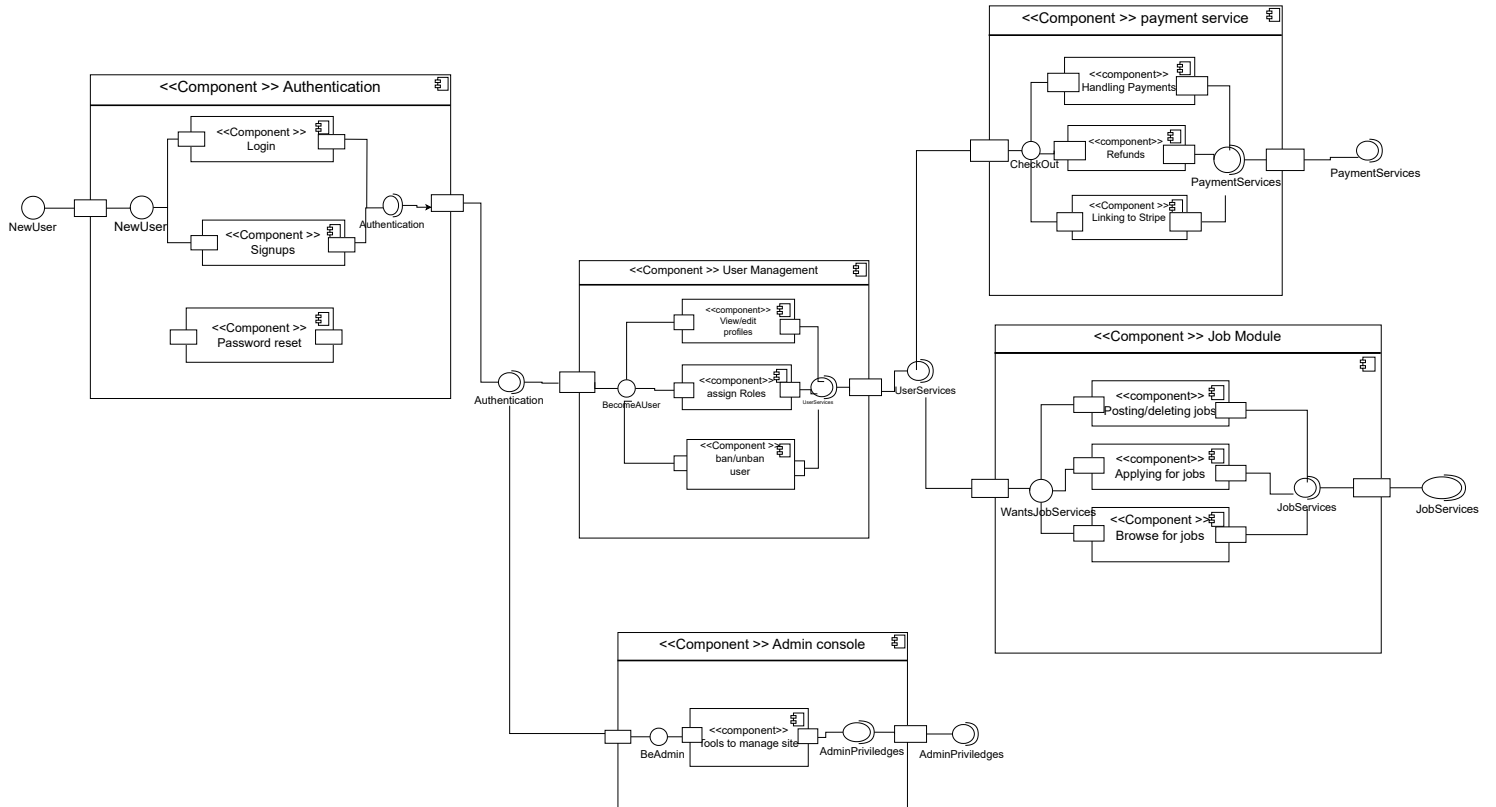 <<Component >> payment service
<<component>>
Handling Payments
<<component>>
Refunds
CheckOut
PaymentServices
PaymentServices
<<Component >>
Linking to Stripe
<<Component >> Authentication
<<Component >>
Login
NewUser
NewUser
Authentication
<<Component >>
Signups
<<Component >>
Password reset
Authentication
<<Component >> User Management
<<component>>
View/edit
profiles
<<component>>
assign Roles
BecomeAUser
UserServices
UserServices
<<Component >>
ban/unban
user
<<Component >> Job Module
<<component>>
Posting/deleting jobs
<<component>>
Applying for jobs
WantsJobServices
JobServices
JobServices
<<Component >>
Browse for jobs
<<Component >> Admin console
<<component>>
Tools to manage site
BeAdmin
AdminPriviledges
AdminPriviledges